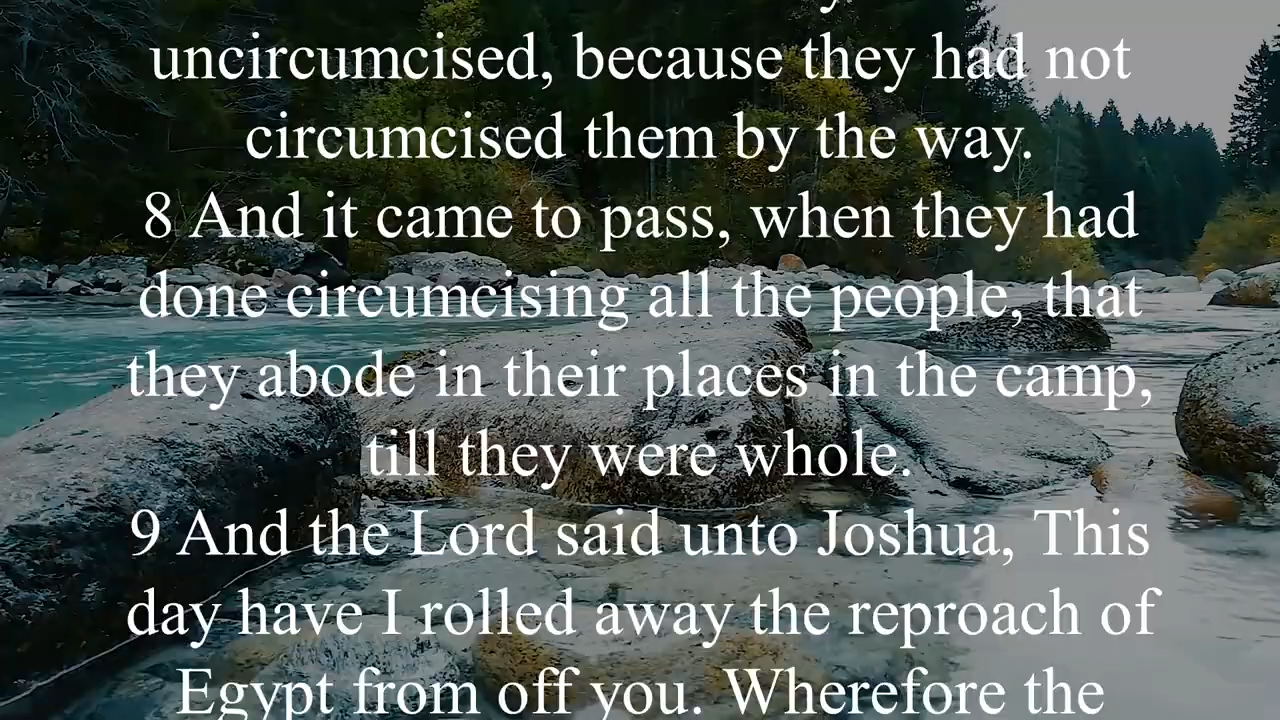 uncircumcised, because they had not
circumcised them by the way.
8 And it came to pass, when they had
done circumcising all the people, that
they abode in their places in the camp,
till they were whole.
9 And the Lord said unto Joshua, This
day have I rolled away the reproach of
Egypt from off you. Wherefore the